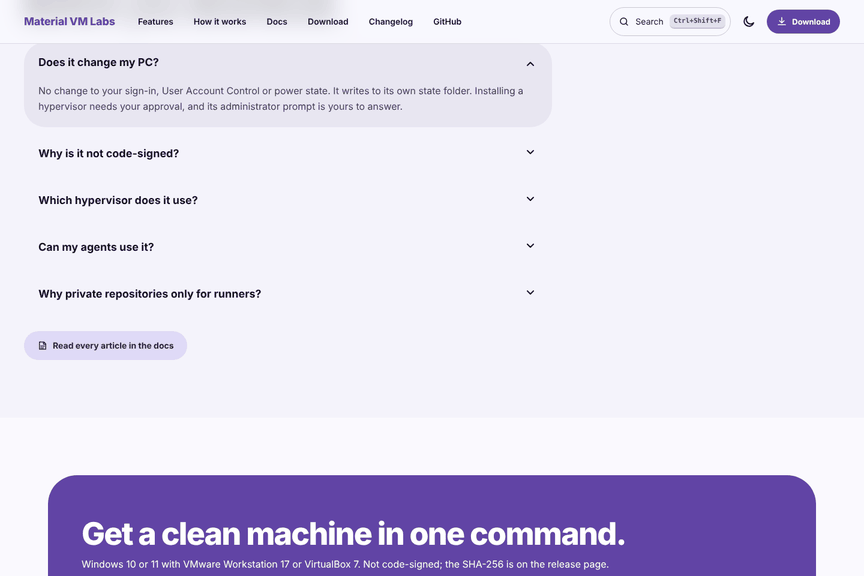 Material VM Labs
Features
How it works
Docs
Download
Changelog
GitHub
Search
Ctrl+Shift+F
Download
Does it change my PC?
No change to your sign-in, User Account Control or power state. It writes to its own state folder. Installing a
hypervisor needs your approval, and its administrator prompt is yours to answer.
Why is it not code-signed?
Which hypervisor does it use?
Can my agents use it?
Why private repositories only for runners?
Read every article in the docs
Get a clean machine in one command.
Windows 10 or 11 with VMware Workstation 17 or VirtualBox 7. Not code-signed; the SHA-256 is on the release page.